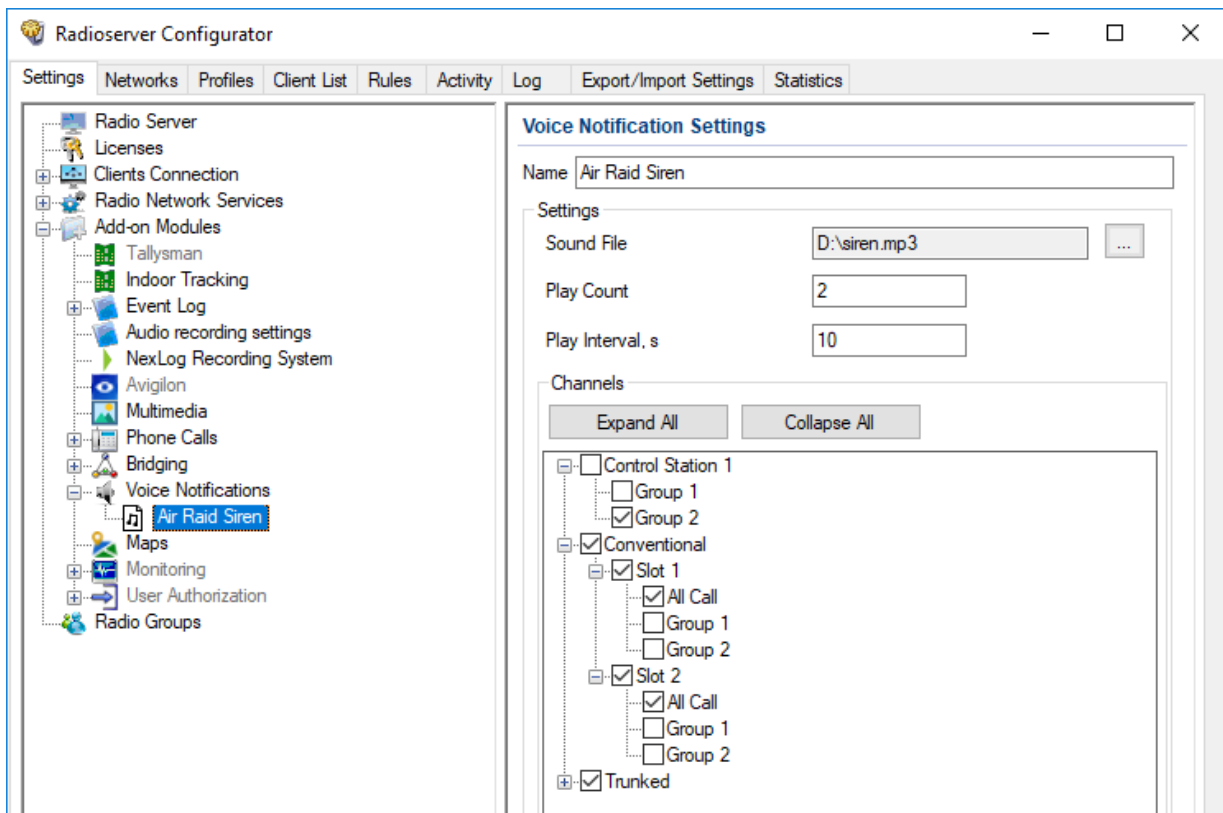 Radioserver Configurator
Settings Networks Profiles Client List Rules Activity Log Export/Import Settings Statistics
Radio Server
Licenses
Clients Connection
Radio Network Services
Add-on Modules
Tallysman
Indoor Tracking
Event Log
Audio recording settings
NexLog Recording System
Avigilon
Multimedia
Phone Calls
Bridging
Voice Notifications
Air Raid Siren
Maps
Monitoring
User Authorization
Radio Groups
Voice Notification Settings
Name Air Raid Siren
Settings
Sound File D:\siren.mp3 ...
Play Count 2
Play Interval, s 10
Channels
Expand All Collapse All
Control Station 1
Group 1
Group 2
Conventional
Slot 1
All Call
Group 1
Group 2
Slot 2
All Call
Group 1
Group 2
Trunked